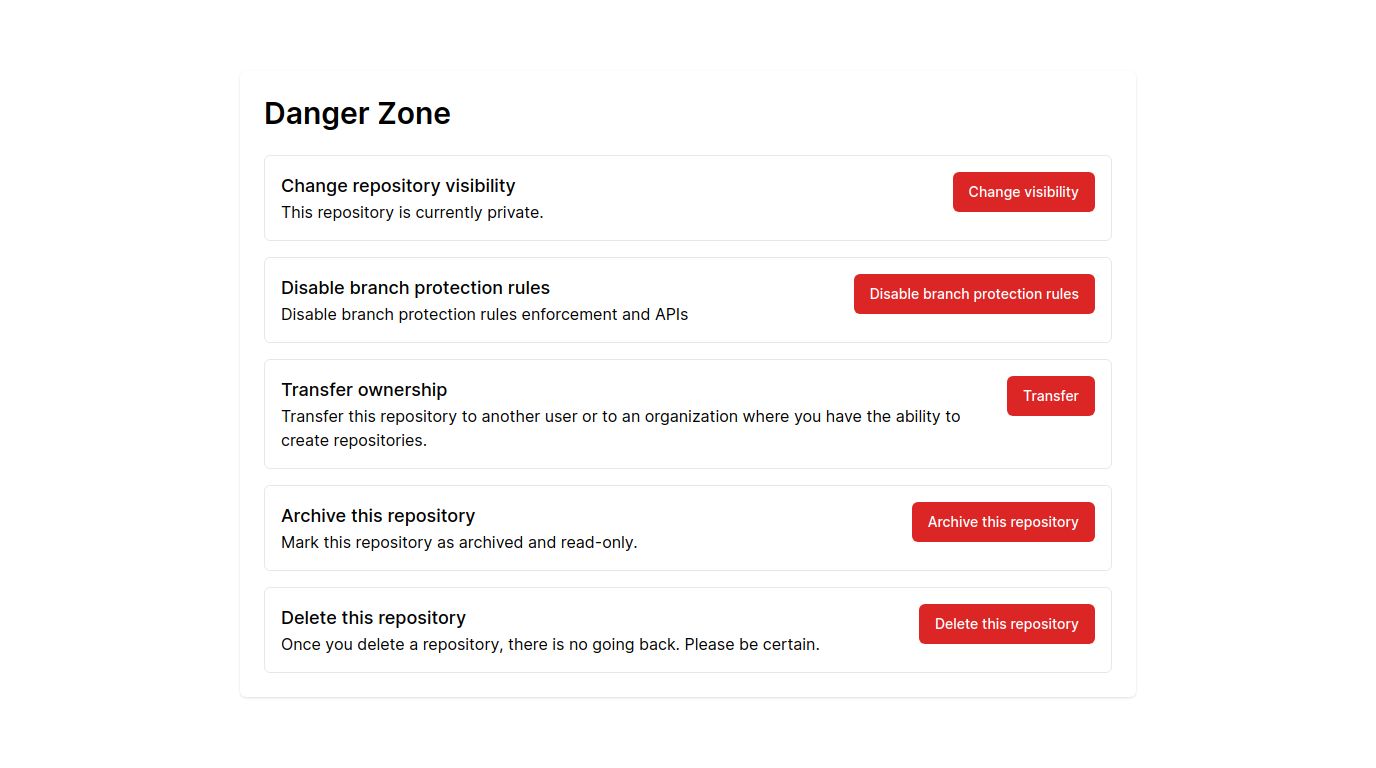 Danger Zone
Change repository visibility
This repository is currently private.
Change visibility
Disable branch protection rules
Disable branch protection rules enforcement and APIs
Disable branch protection rules
Transfer ownership
Transfer this repository to another user or to an organization where you have the ability to
create repositories.
Transfer
Archive this repository
Mark this repository as archived and read-only.
Archive this repository
Delete this repository
Once you delete a repository, there is no going back. Please be certain.
Delete this repository